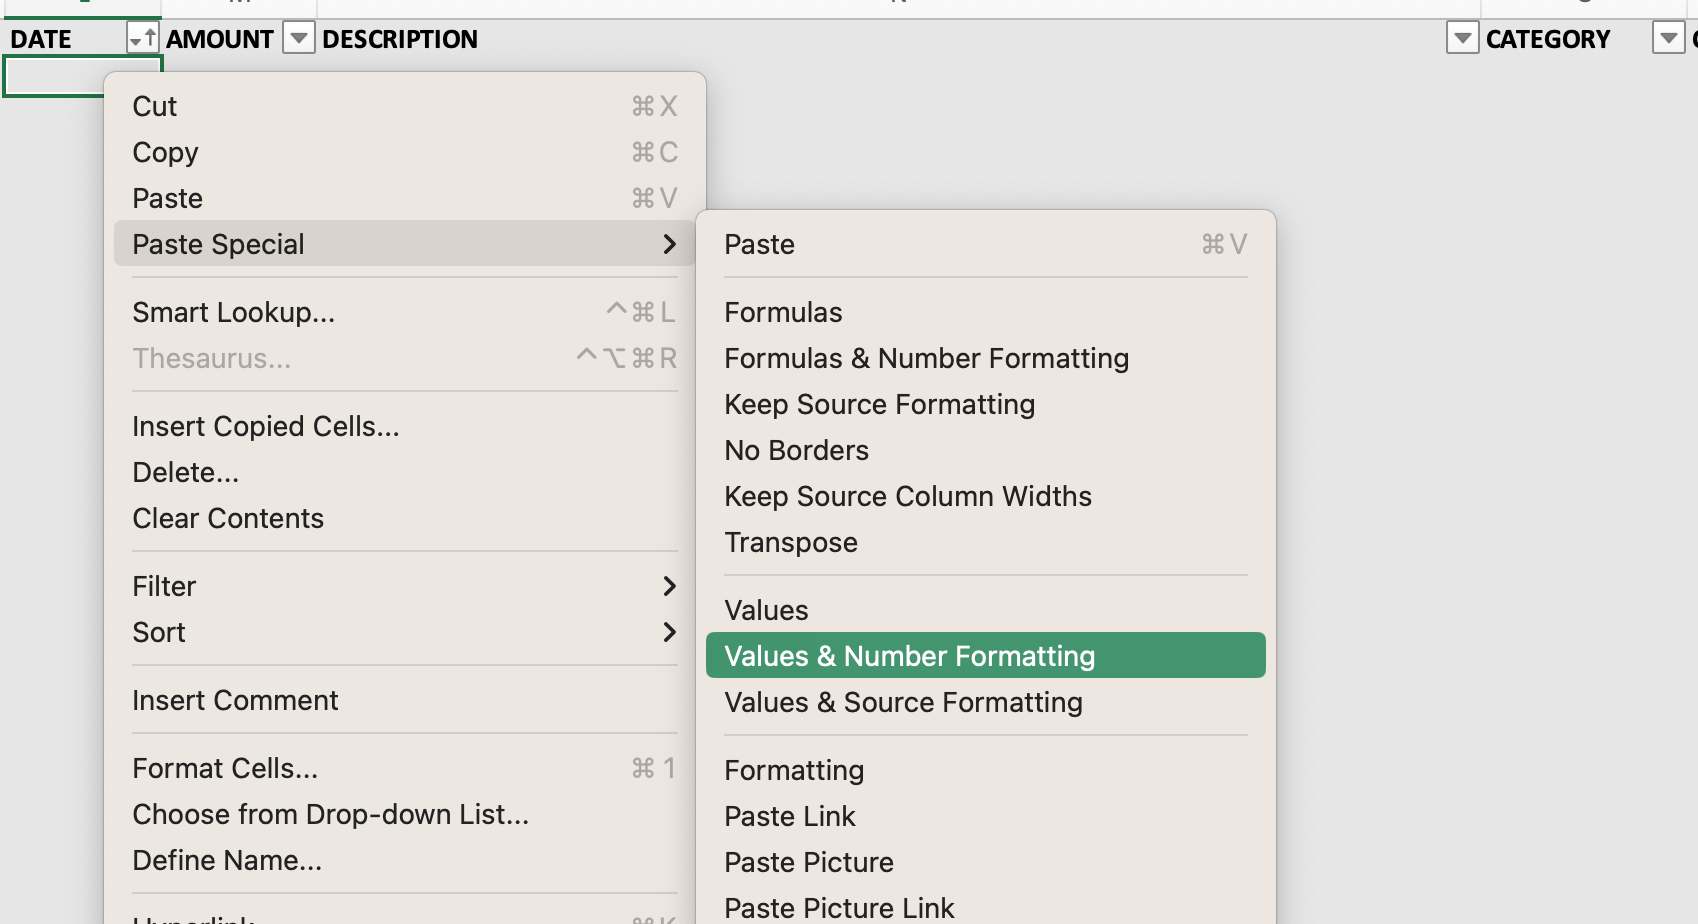 DATE AMOUNT DESCRIPTION CATEGORY
Cut ⌘X
Copy ⌘C
Paste ⌘V
Paste Special
Smart Lookup... ^⌘L
Thesaurus... ^⌥⌘R
Insert Copied Cells...
Delete...
Clear Contents
Filter
Sort
Insert Comment
Format Cells... ⌘1
Choose from Drop-down List...
Define Name...
Hyperlink ⌘K
Paste ⌘V
Formulas
Formulas & Number Formatting
Keep Source Formatting
No Borders
Keep Source Column Widths
Transpose
Values
Values & Number Formatting
Values & Source Formatting
Formatting
Paste Link
Paste Picture
Paste Picture Link